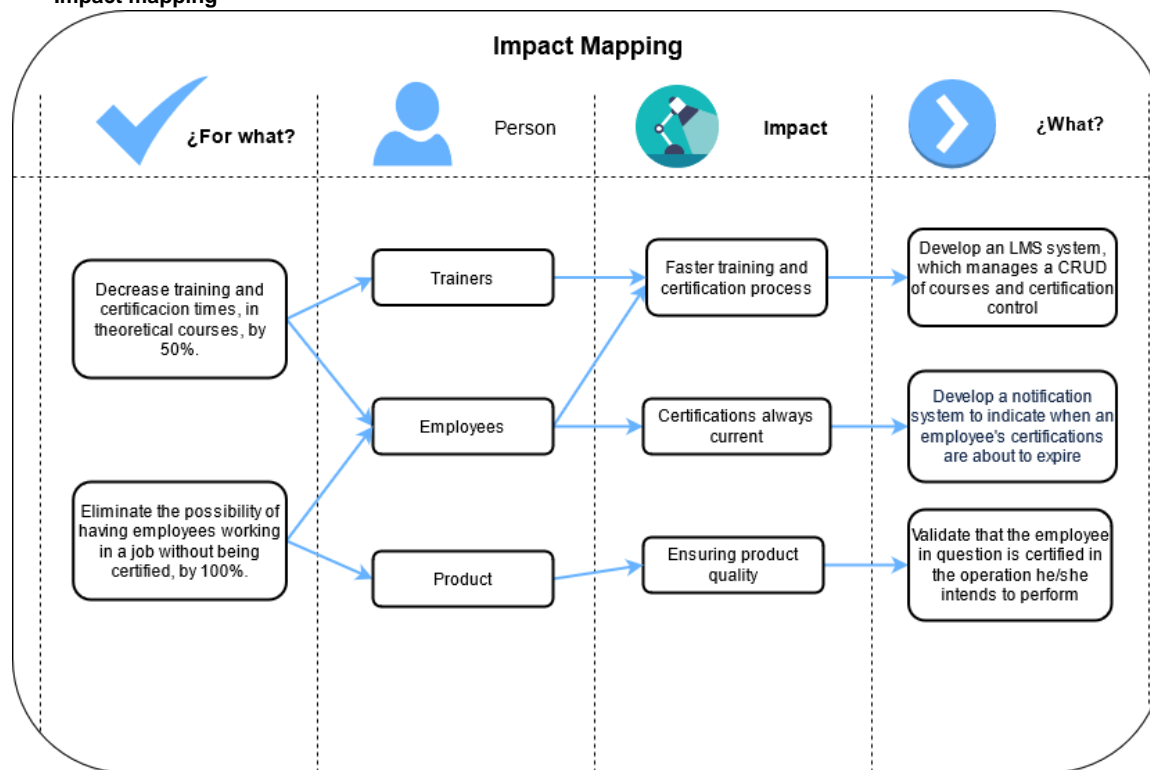 Impact mapping
Impact Mapping
¿For what?
Person
Impact
¿What?
Decrease training and
certificacion times, in
theoretical courses, by
50%.
Eliminate the possibility of
having employees working
in a job without being
certified, by 100%.
Trainers
Employees
Product
Faster training and
certification process
Certifications always
current
Ensuring product
quality
Develop an LMS system,
which manages a CRUD
of courses and certification
control
Develop a notification
system to indicate when an
employee's certifications
are about to expire
Validate that the employee
in question is certified in
the operation he/she
intends to perform